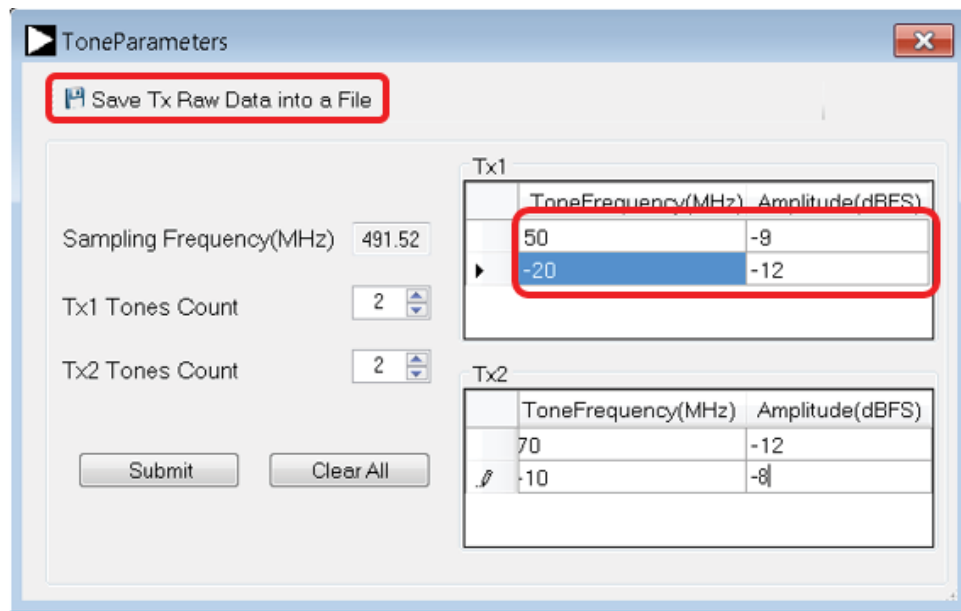 ToneParameters
Save Tx Raw Data into a File
Sampling Frequency(MHz) 491.52
Tx1 Tones Count 2
Tx2 Tones Count 2
Submit Clear All
Tx1
ToneFrequency(MHz) Amplitude(dBFS)
50 -9
-20 -12
Tx2
ToneFrequency(MHz) Amplitude(dBFS)
70 -12
-10 -8